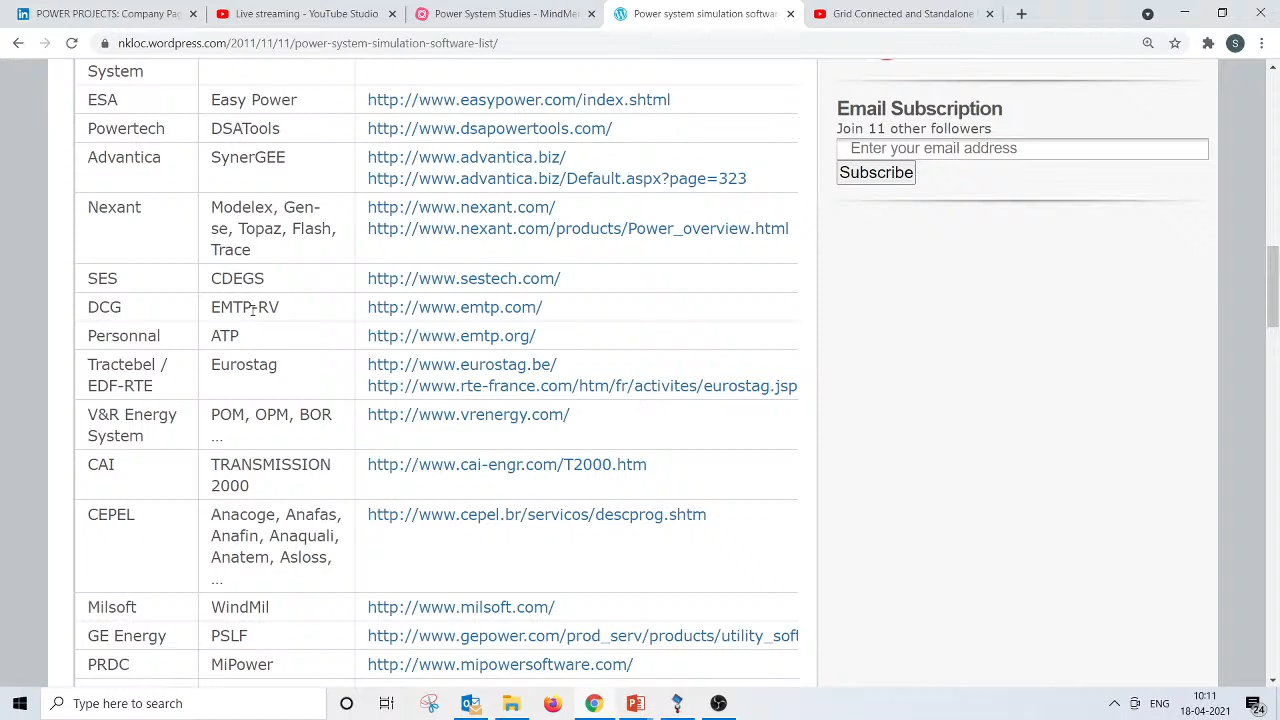 POWER PROJECTS Company Pa
Live streaming - YouTube Studio
Power System Studies - MindMe
Power system simulation softwar
Grid Connected and Standalone
nkloc.wordpress.com/2011/11/11/power-system-simulation-software-list/
S
System
ESA Easy Power http://www.easypower.com/index.shtml
Powertech DSATools http://www.dsapowertools.com/
Advantica SynerGEE http://www.advantica.biz/
http://www.advantica.biz/Default.aspx?page=323
Nexant Modelex, Gen- http://www.nexant.com/
se, Topaz, Flash, http://www.nexant.com/products/Power_overview.html
Trace
SES CDEGS http://www.sestech.com/
DCG EMTP-RV http://www.emtp.com/
Personnal ATP http://www.emtp.org/
Tractebel / Eurostag http://www.eurostag.be/
EDF-RTE http://www.rte-france.com/htm/fr/activites/eurostag.jsp
V&R Energy POM, OPM, BOR http://www.vrenergy.com/
System ...
CAI TRANSMISSION http://www.cai-engr.com/T2000.htm
2000
CEPEL Anacoge, Anafas, http://www.cepel.br/servicos/descprog.shtm
Anafin, Anaquali,
Anatem, Asloss,
...
Milsoft WindMil http://www.milsoft.com/
GE Energy PSLF http://www.gepower.com/prod_serv/products/utility_soft
PRDC MiPower http://www.mipowersoftware.com/
Email Subscription
Join 11 other followers
Enter your email address
Subscribe
Type here to search
ENG
10:11
18-04-2021
24